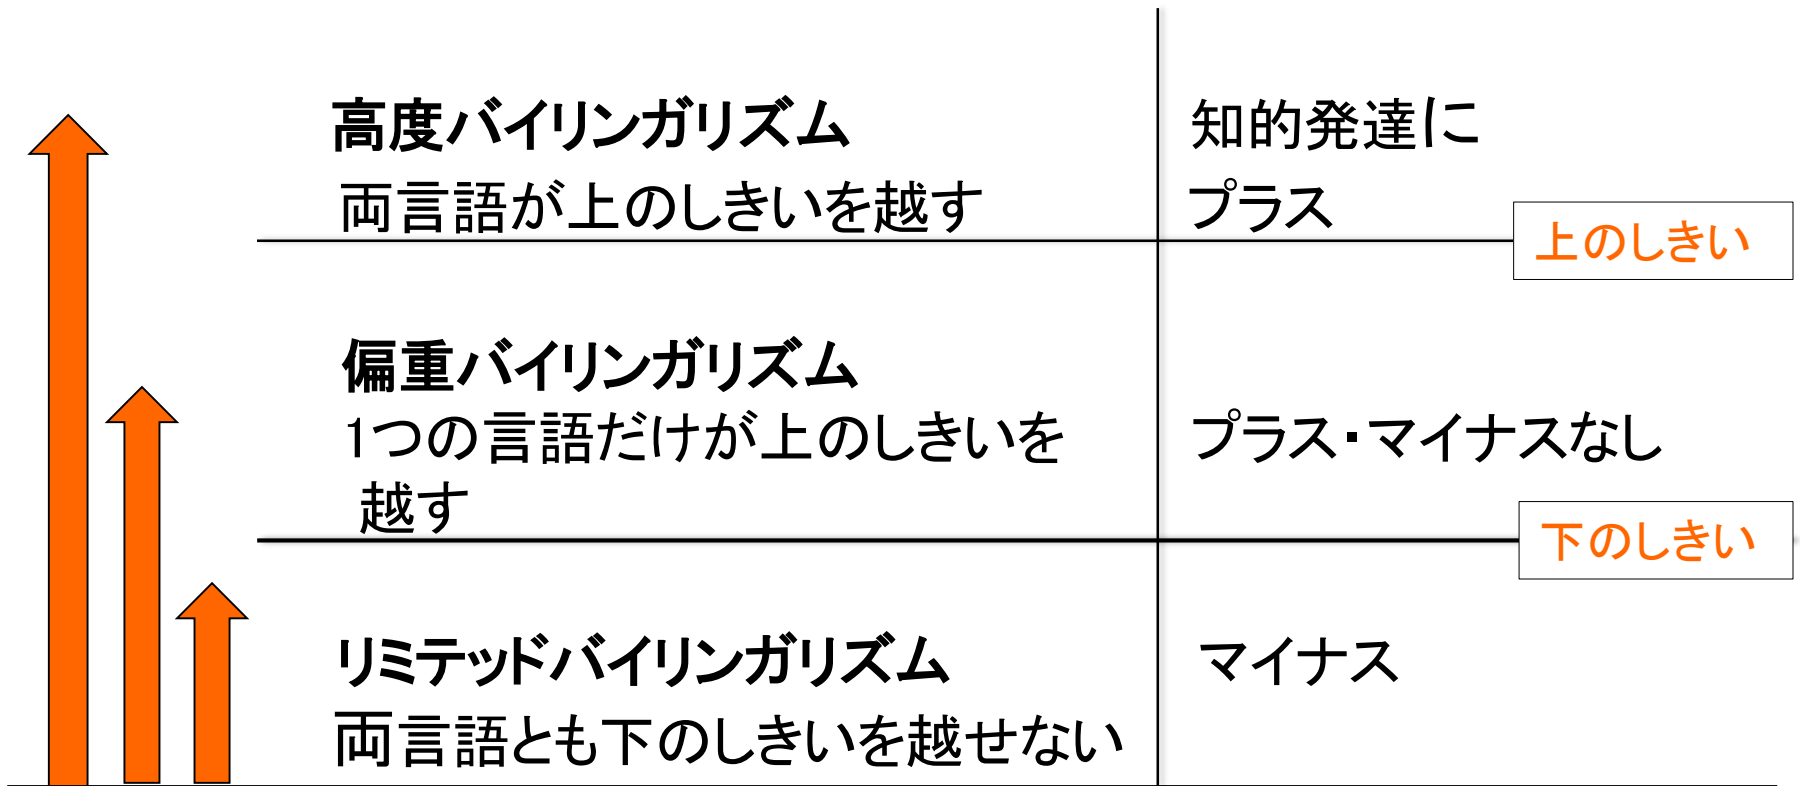 高度バイリンガリズム
知的発達に
両言語が上のしきいを越す
プラス
上のしきい
偏重バイリンガリズム
1つの言語だけが上のしきいを
越す
プラス・マイナスなし
下のしきい
リミテッドバイリンガリズム
マイナス
両言語とも下のしきいを越せない